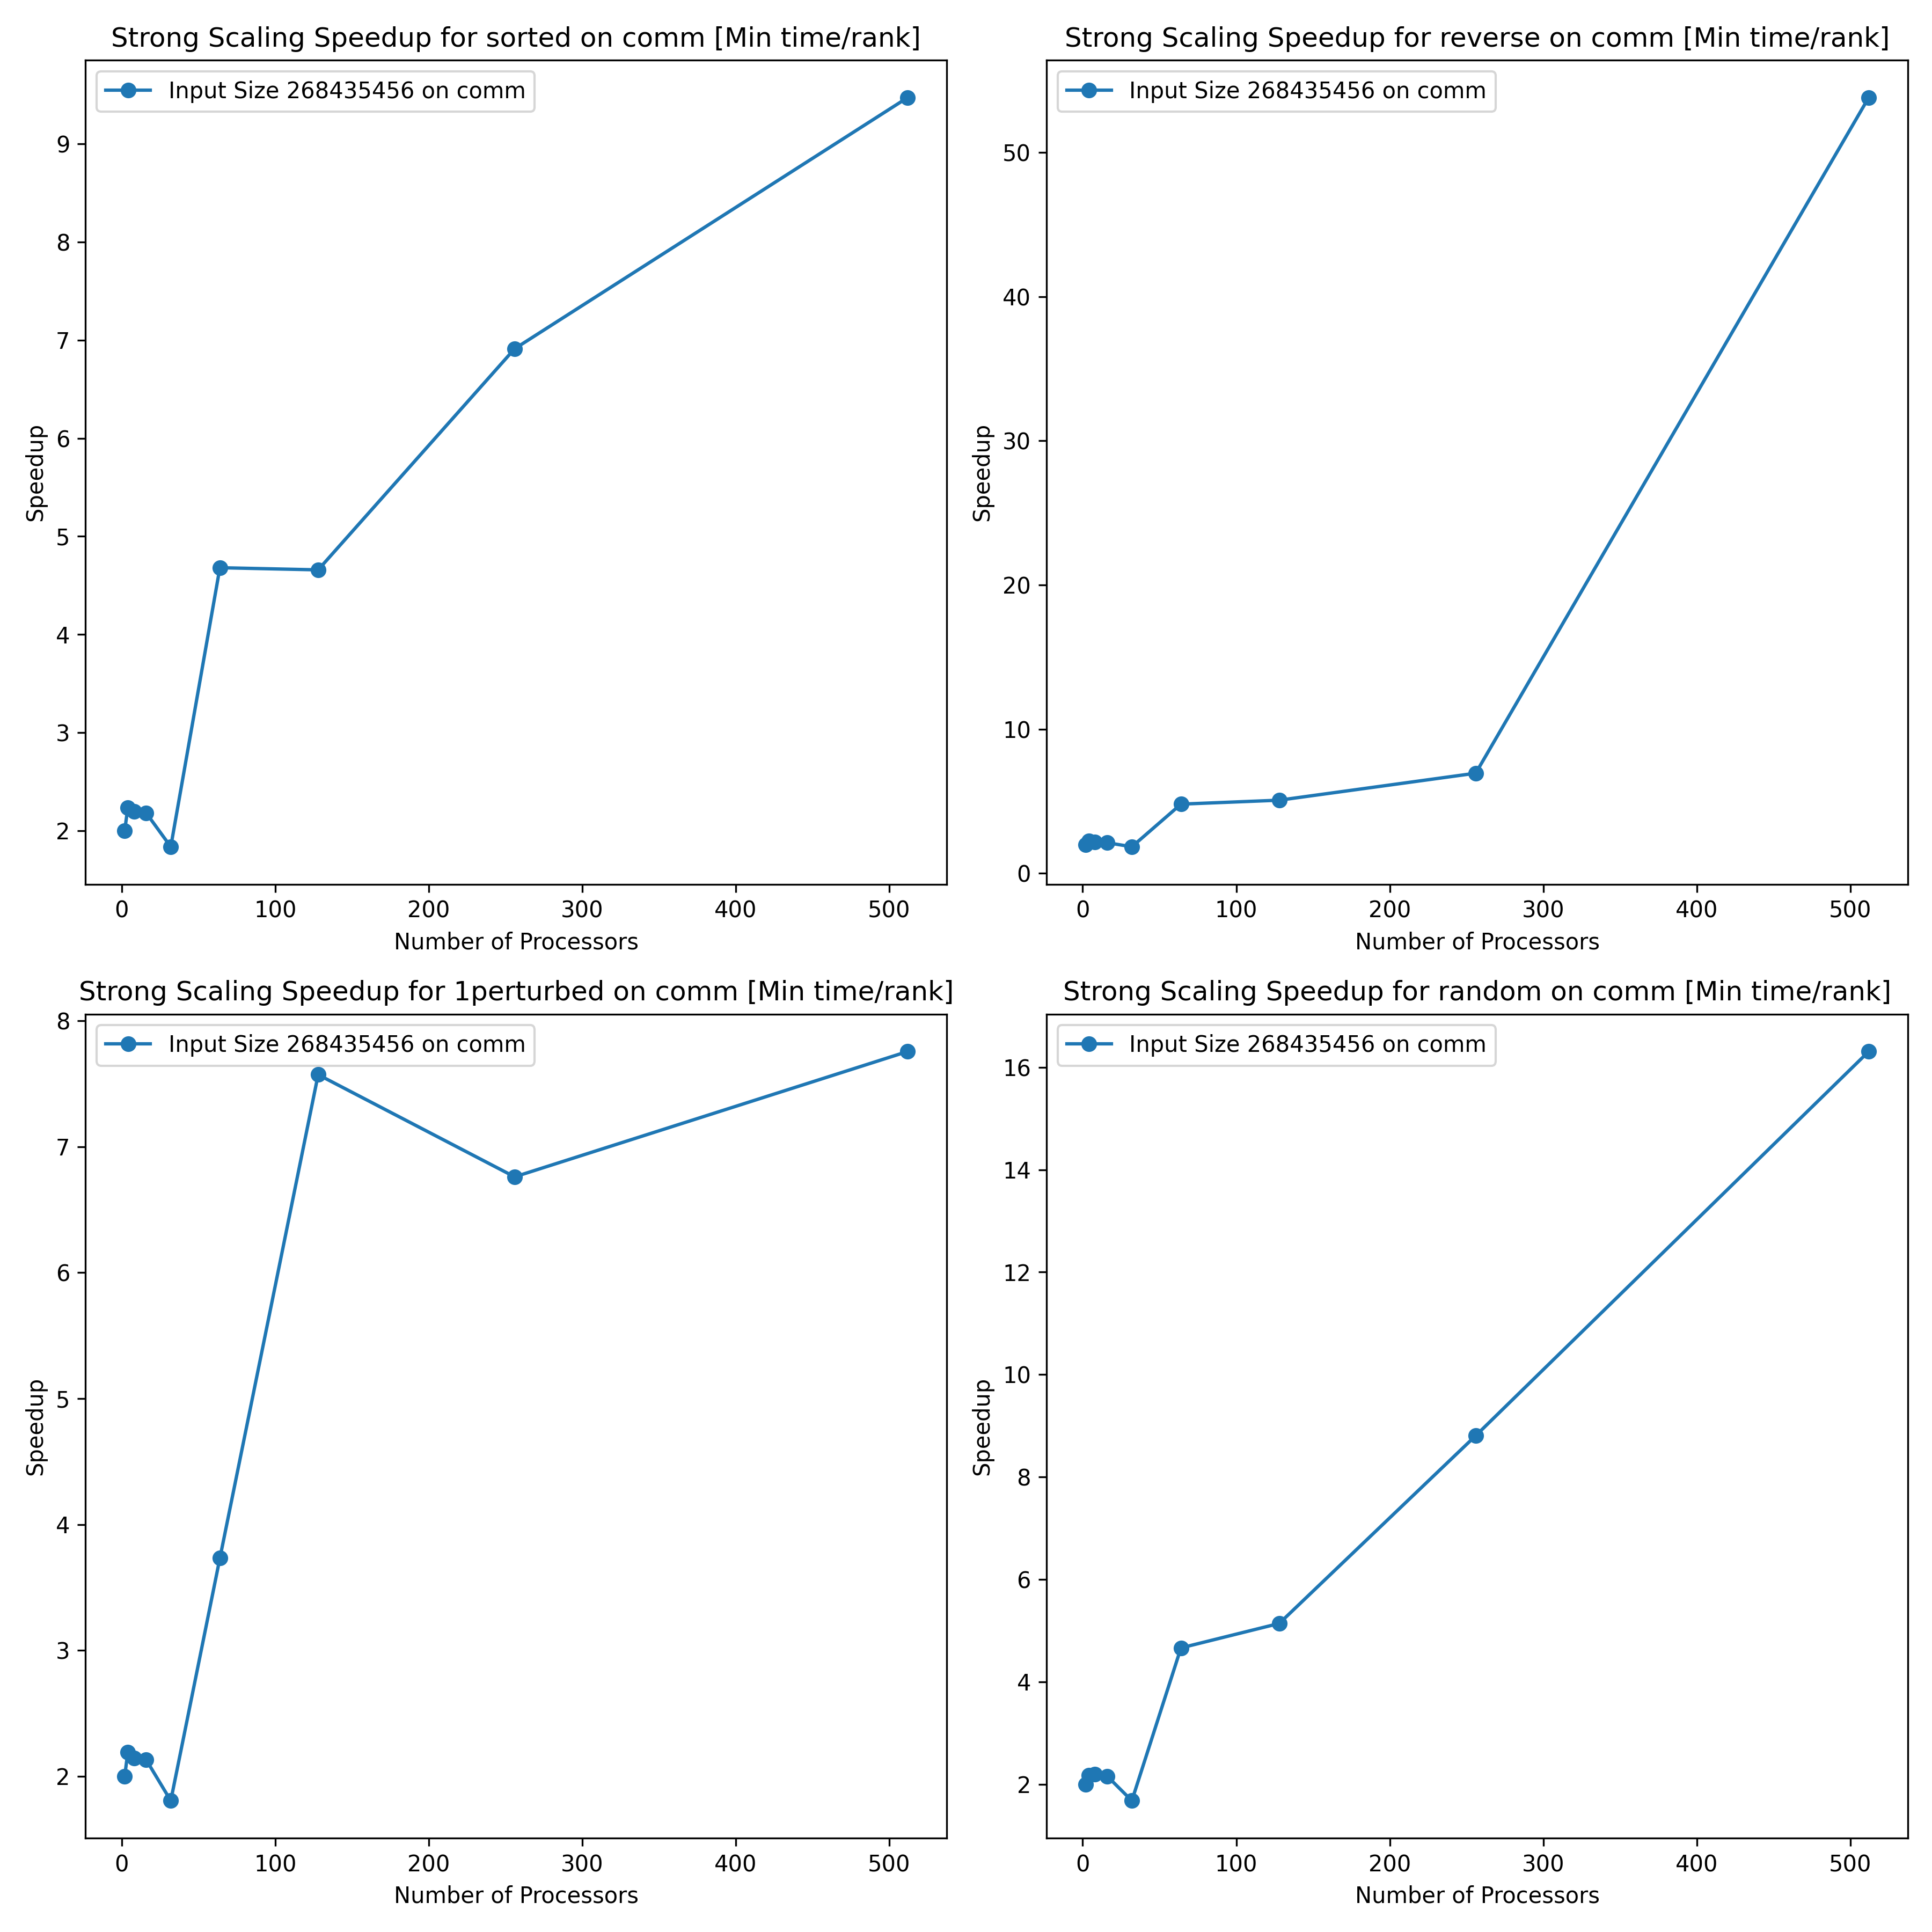 Strong Scaling Speedup for sorted on comm [Min time/rank]
Input Size 268435456 on comm
9
8
7
6
5
4
3
2
Speedup
0 100 200 300 400 500
Number of Processors
Strong Scaling Speedup for reverse on comm [Min time/rank]
Input Size 268435456 on comm
50
40
30
20
10
0
Speedup
0 100 200 300 400 500
Number of Processors
Strong Scaling Speedup for 1perturbed on comm [Min time/rank]
Input Size 268435456 on comm
8
7
6
5
4
3
2
Speedup
0 100 200 300 400 500
Number of Processors
Strong Scaling Speedup for random on comm [Min time/rank]
Input Size 268435456 on comm
16
14
12
10
8
6
4
2
Speedup
0 100 200 300 400 500
Number of Processors